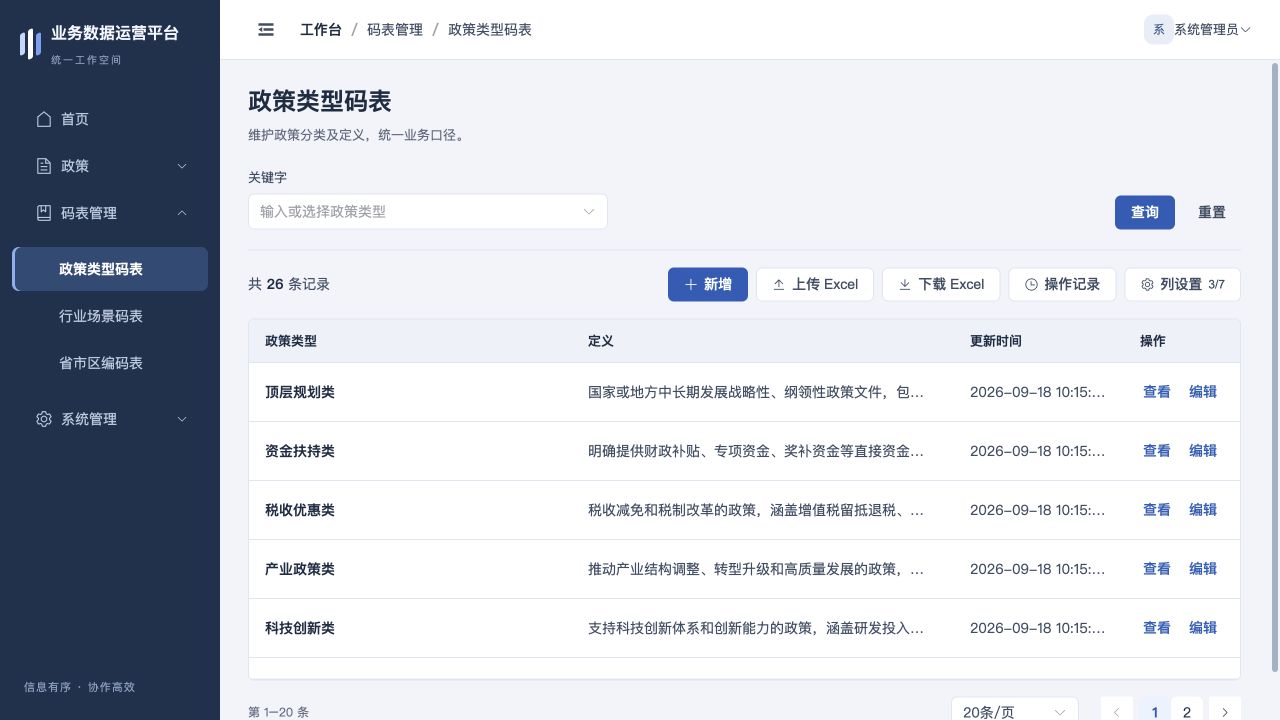 业务数据运营平台
统一工作空间
首页
政策
码表管理
政策类型码表
行业场景码表
省市区编码表
系统管理
信息有序 · 协作高效
工作台 / 码表管理 / 政策类型码表
系 系统管理员
政策类型码表
维护政策分类及定义，统一业务口径。
关键字
输入或选择政策类型
查询 重置
共 26 条记录
新增 上传 Excel 下载 Excel 操作记录 列设置 3/7
政策类型 定义 更新时间 操作
顶层规划类 国家或地方中长期发展战略性、纲领性政策文件，包… 2026-09-18 10:15:… 查看 编辑
资金扶持类 明确提供财政补贴、专项资金、奖补资金等直接资金… 2026-09-18 10:15:… 查看 编辑
税收优惠类 税收减免和税制改革的政策，涵盖增值税留抵退税、… 2026-09-18 10:15:… 查看 编辑
产业政策类 推动产业结构调整、转型升级和高质量发展的政策，… 2026-09-18 10:15:… 查看 编辑
科技创新类 支持科技创新体系和创新能力的政策，涵盖研发投入… 2026-09-18 10:15:… 查看 编辑
第 1-20 条 20条/页 1 2